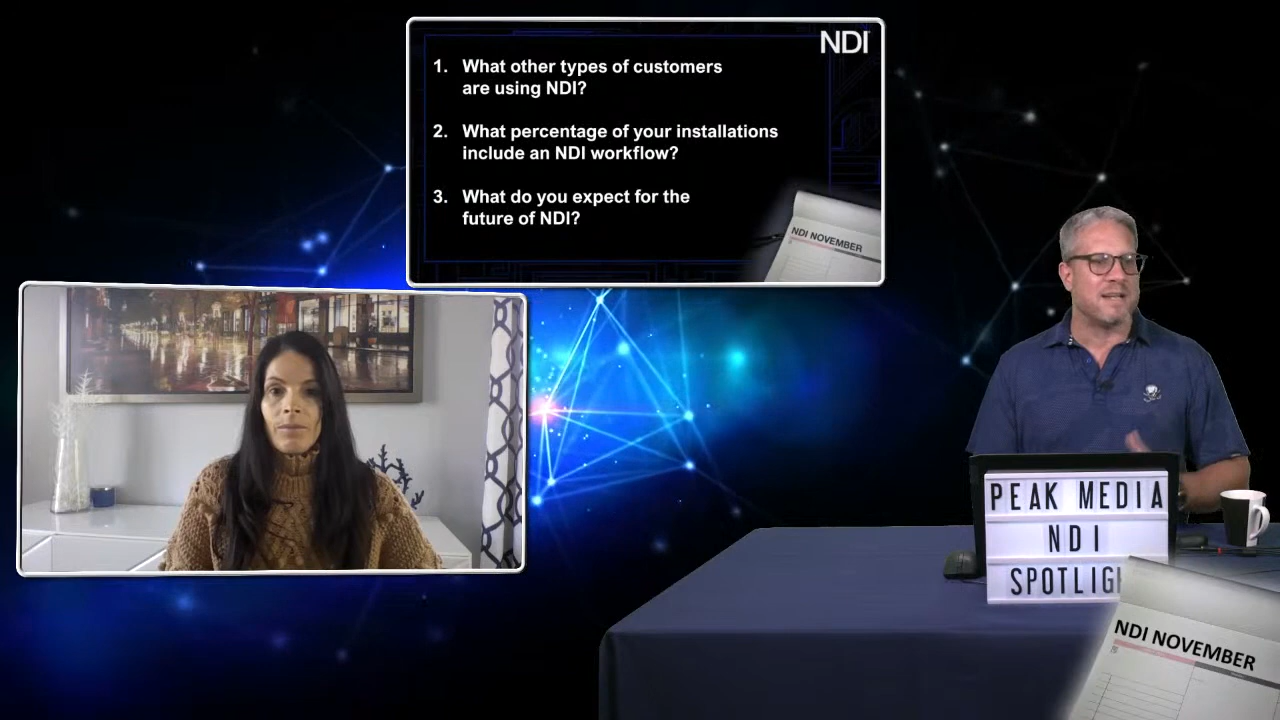 NDI
1. What other types of customers
are using NDI?
2. What percentage of your installations
include an NDI workflow?
3. What do you expect for the
future of NDI?
NDI NOVEMBER
PEAK MEDIA
NDI
SPOTLIGH
NDI NOVEMBER